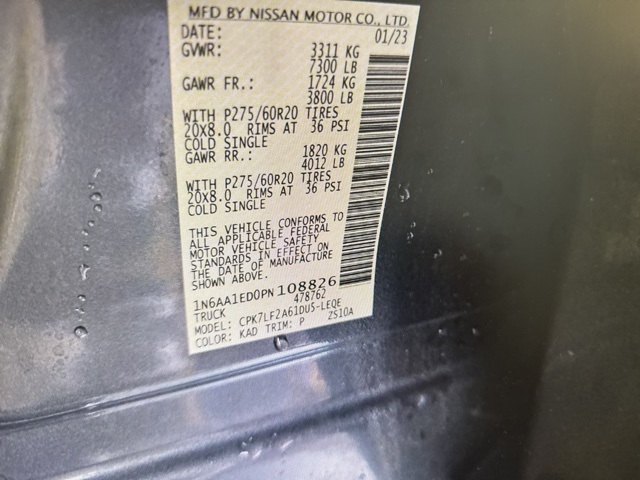 MFD BY NISSAN MOTOR CO., LTD.
DATE: 01/23
GVWR: 3311 KG
7300 LB
GAWR FR.: 1724 KG
3800 LB
WITH P275/60R20 TIRES
20X8.0 RIMS AT 36 PSI
COLD SINGLE
GAWR RR.: 1820 KG
4012 LB
WITH P275/60R20 TIRES
20X8.0 RIMS AT 36 PSI
COLD SINGLE
THIS VEHICLE CONFORMS TO
ALL APPLICABLE FEDERAL
MOTOR VEHICLE SAFETY
STANDARDS IN EFFECT ON
THE DATE OF MANUFACTURE
SHOWN ABOVE.
1N6AA1ED0PN108826
TRUCK 478762
MODEL: CPK7LF2A61DU5-LEQE
COLOR: KAD TRIM: P ZS10A